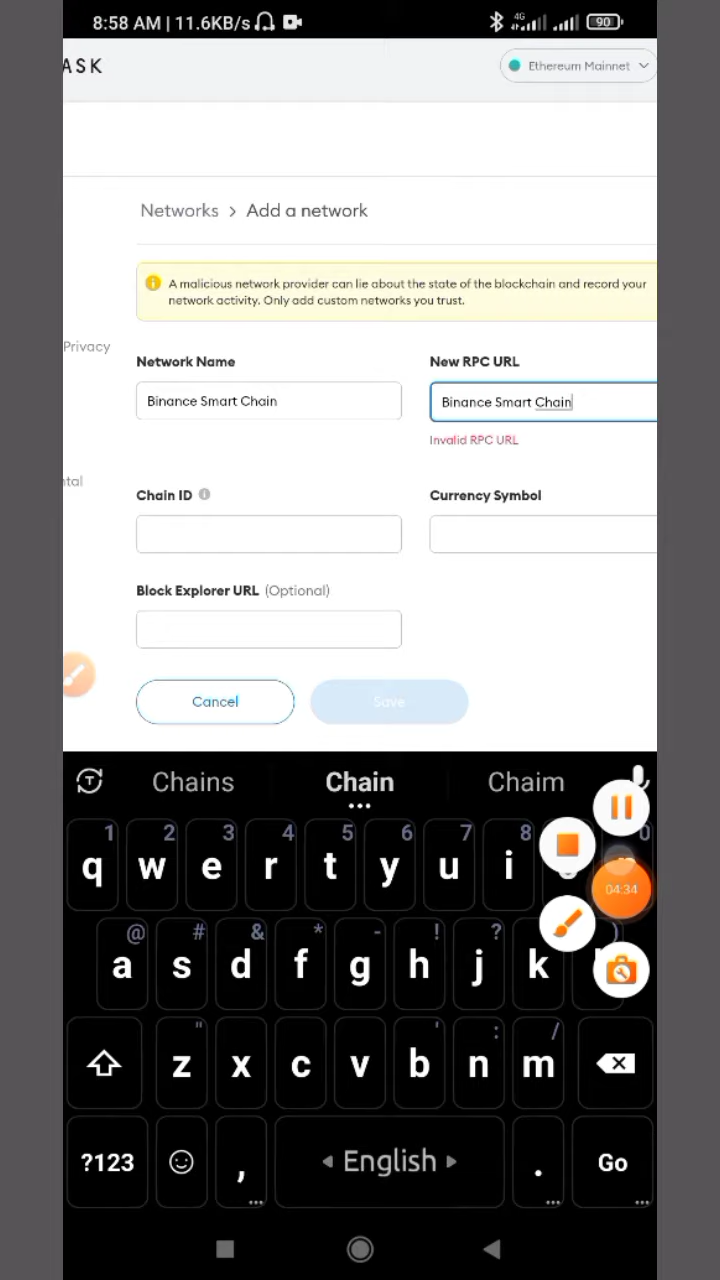 8:58 AM | 11.6KB/s 4G 90
ASK
Ethereum Mainnet
Networks > Add a network
A malicious network provider can lie about the state of the blockchain and record your
network activity. Only add custom networks you trust.
Privacy
Network Name
New RPC URL
Binance Smart Chain
Binance Smart Chain
Invalid RPC URL
ntal
Chain ID
Currency Symbol
Block Explorer URL (Optional)
Cancel
Save
Chains Chain Chaim
1 2 3 4 5 6 7 8 0
q w e r t y u i
04:34
@ # & * - ! ? )
a s d f g h j k
" ' : /
z x c v b n m
?123 , English . Go